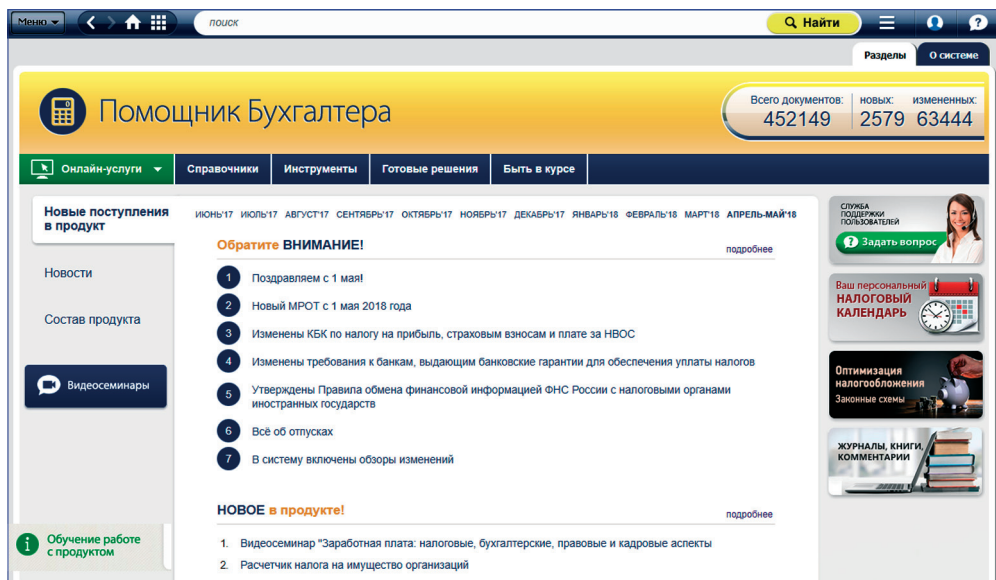 Меню
поиск
Найти
Разделы
О системе
Помощник Бухгалтера
Всего документов: новых: измененных:
452149 2579 63444
Онлайн-услуги Справочники Инструменты Готовые решения Быть в курсе
Новые поступления
в продукт
Новости
Состав продукта
Видеосеминары
Обучение работе
с продуктом
ИЮНЬ'17 ИЮЛЬ'17 АВГУСТ'17 СЕНТЯБРЬ'17 ОКТЯБРЬ'17 НОЯБРЬ'17 ДЕКАБРЬ'17 ЯНВАРЬ'18 ФЕВРАЛЬ'18 МАРТ'18 АПРЕЛЬ-МАЙ'18
Обратите ВНИМАНИЕ!
подробнее
1 Поздравляем с 1 мая!
2 Новый МРОТ с 1 мая 2018 года
3 Изменены КБК по налогу на прибыль, страховым взносам и плате за НВОС
4 Изменены требования к банкам, выдающим банковские гарантии для обеспечения уплаты налогов
5 Утверждены Правила обмена финансовой информацией ФНС России с налоговыми органами
иностранных государств
6 Всё об отпусках
7 В систему включены обзоры изменений
НОВОЕ в продукте!
подробнее
1. Видеосеминар "Заработная плата: налоговые, бухгалтерские, правовые и кадровые аспекты
2. Расчетчик налога на имущество организаций
СЛУЖБА
ПОДДЕРЖКИ
ПОЛЬЗОВАТЕЛЕЙ
? Задать вопрос
Ваш персональный
НАЛОГОВЫЙ
КАЛЕНДАРЬ
Оптимизация
налогообложения
Законные схемы
ЖУРНАЛЫ, КНИГИ,
КОММЕНТАРИИ